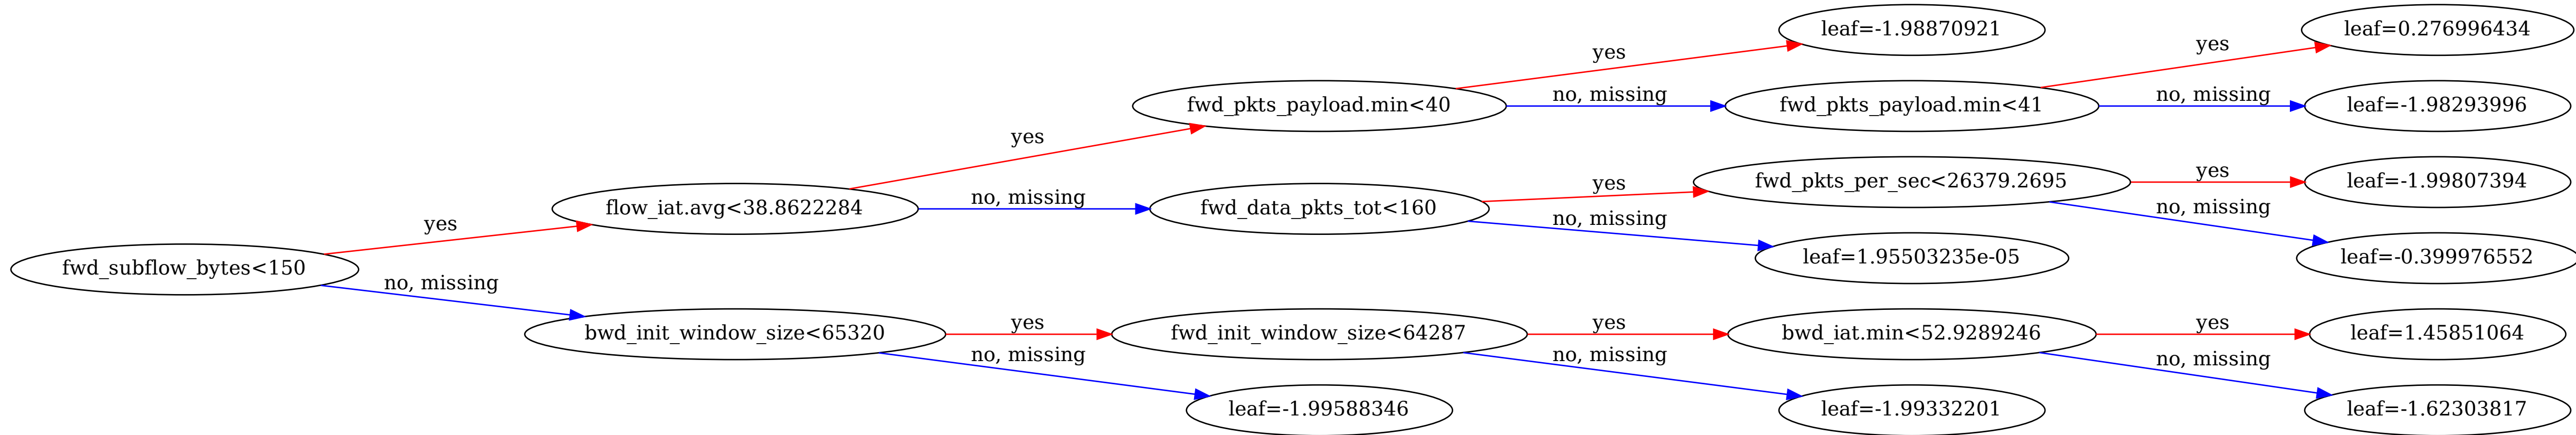 leaf=-1.98870921
leaf=0.276996434
yes
yes
fwd_pkts_payload.min<40
no, missing
fwd_pkts_payload.min<41
no, missing
leaf=-1.98293996
yes
flow_iat.avg<38.8622284
no, missing
fwd_data_pkts_tot<160
yes
fwd_pkts_per_sec<26379.2695
yes
leaf=-1.99807394
no, missing
no, missing
leaf=1.95503235e-05
leaf=-0.399976552
yes
fwd_subflow_bytes<150
no, missing
bwd_init_window_size<65320
yes
fwd_init_window_size<64287
yes
bwd_iat.min<52.9289246
yes
leaf=1.45851064
no, missing
no, missing
no, missing
leaf=-1.99588346
leaf=-1.99332201
leaf=-1.62303817